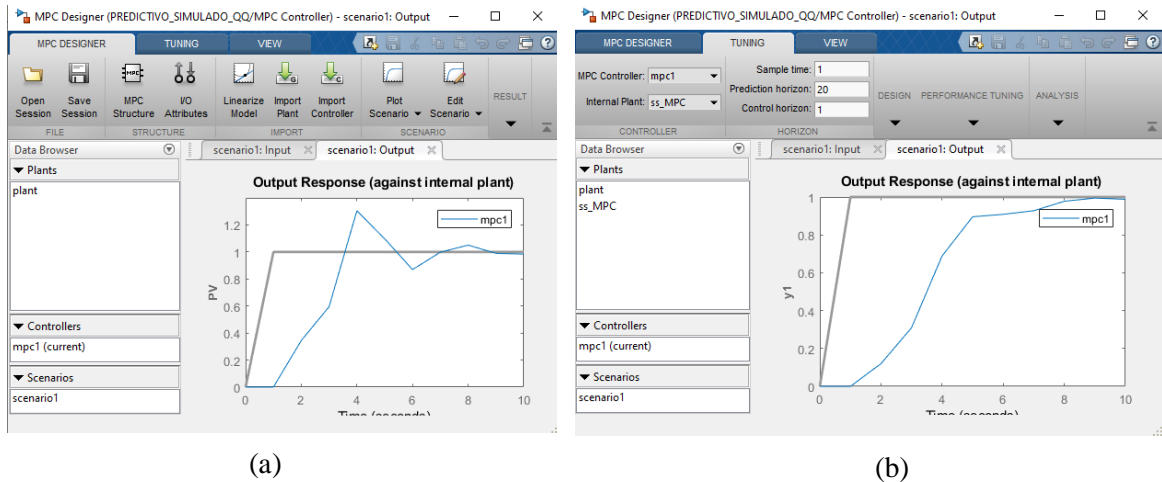 MPC Designer (PREDICTIVO_SIMULADO_QQ/MPC Controller) - scenario1: Output
MPC DESIGNER TUNING VIEW
Open Session
Save Session
MPC Structure
I/O Attributes
Linearize Model
Import Plant
Import Controller
Plot Scenario
Edit Scenario
RESULT
FILE STRUCTURE IMPORT SCENARIO
Data Browser
scenario1: Input scenario1: Output
Plants
plant
Controllers
mpc1 (current)
Scenarios
scenario1
Output Response (against internal plant)
mpc1
PV
1.2
1
0.8
0.6
0.4
0.2
0
0 2 4 6 8 10
Time (seconds)
(a)
MPC Designer (PREDICTIVO_SIMULADO_QQ/MPC Controller) - scenario1: Output
MPC DESIGNER TUNING VIEW
MPC Controller: mpc1
Internal Plant: ss_MPC
Sample time: 1
Prediction horizon: 20
Control horizon: 1
DESIGN PERFORMANCE TUNING ANALYSIS
CONTROLLER HORIZON
Data Browser
scenario1: Input scenario1: Output
Plants
plant
ss_MPC
Controllers
mpc1 (current)
Scenarios
scenario1
Output Response (against internal plant)
mpc1
y1
1
0.8
0.6
0.4
0.2
0
0 2 4 6 8 10
Time (seconds)
(b)